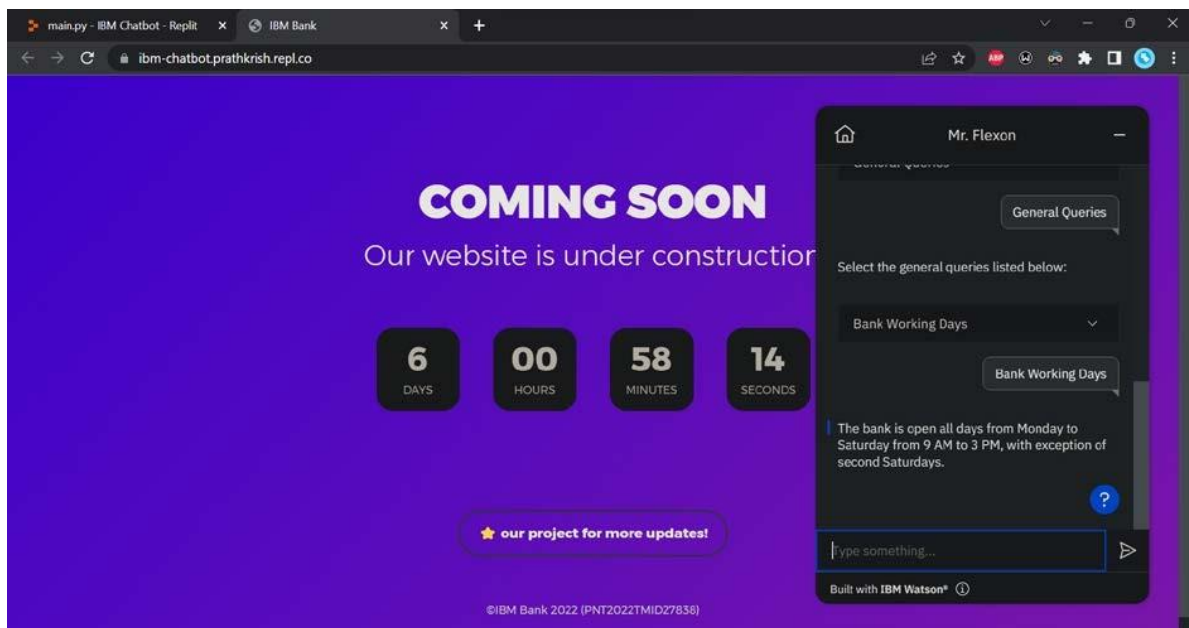 main.py - IBM Chatbot - Replit
IBM Bank
ibm-chatbot.prathkrish.repl.co
ABP
COMING SOON
Our website is under construction
6
00
58
14
DAYS
HOURS
MINUTES
SECONDS
our project for more updates!
©IBM Bank 2022 (PNT2022TMID27838)
Mr. Flexon
General Queries
General Queries
Select the general queries listed below:
Bank Working Days
Bank Working Days
The bank is open all days from Monday to
Saturday from 9 AM to 3 PM, with exception of
second Saturdays.
?
Type something...
Built with IBM Watson®